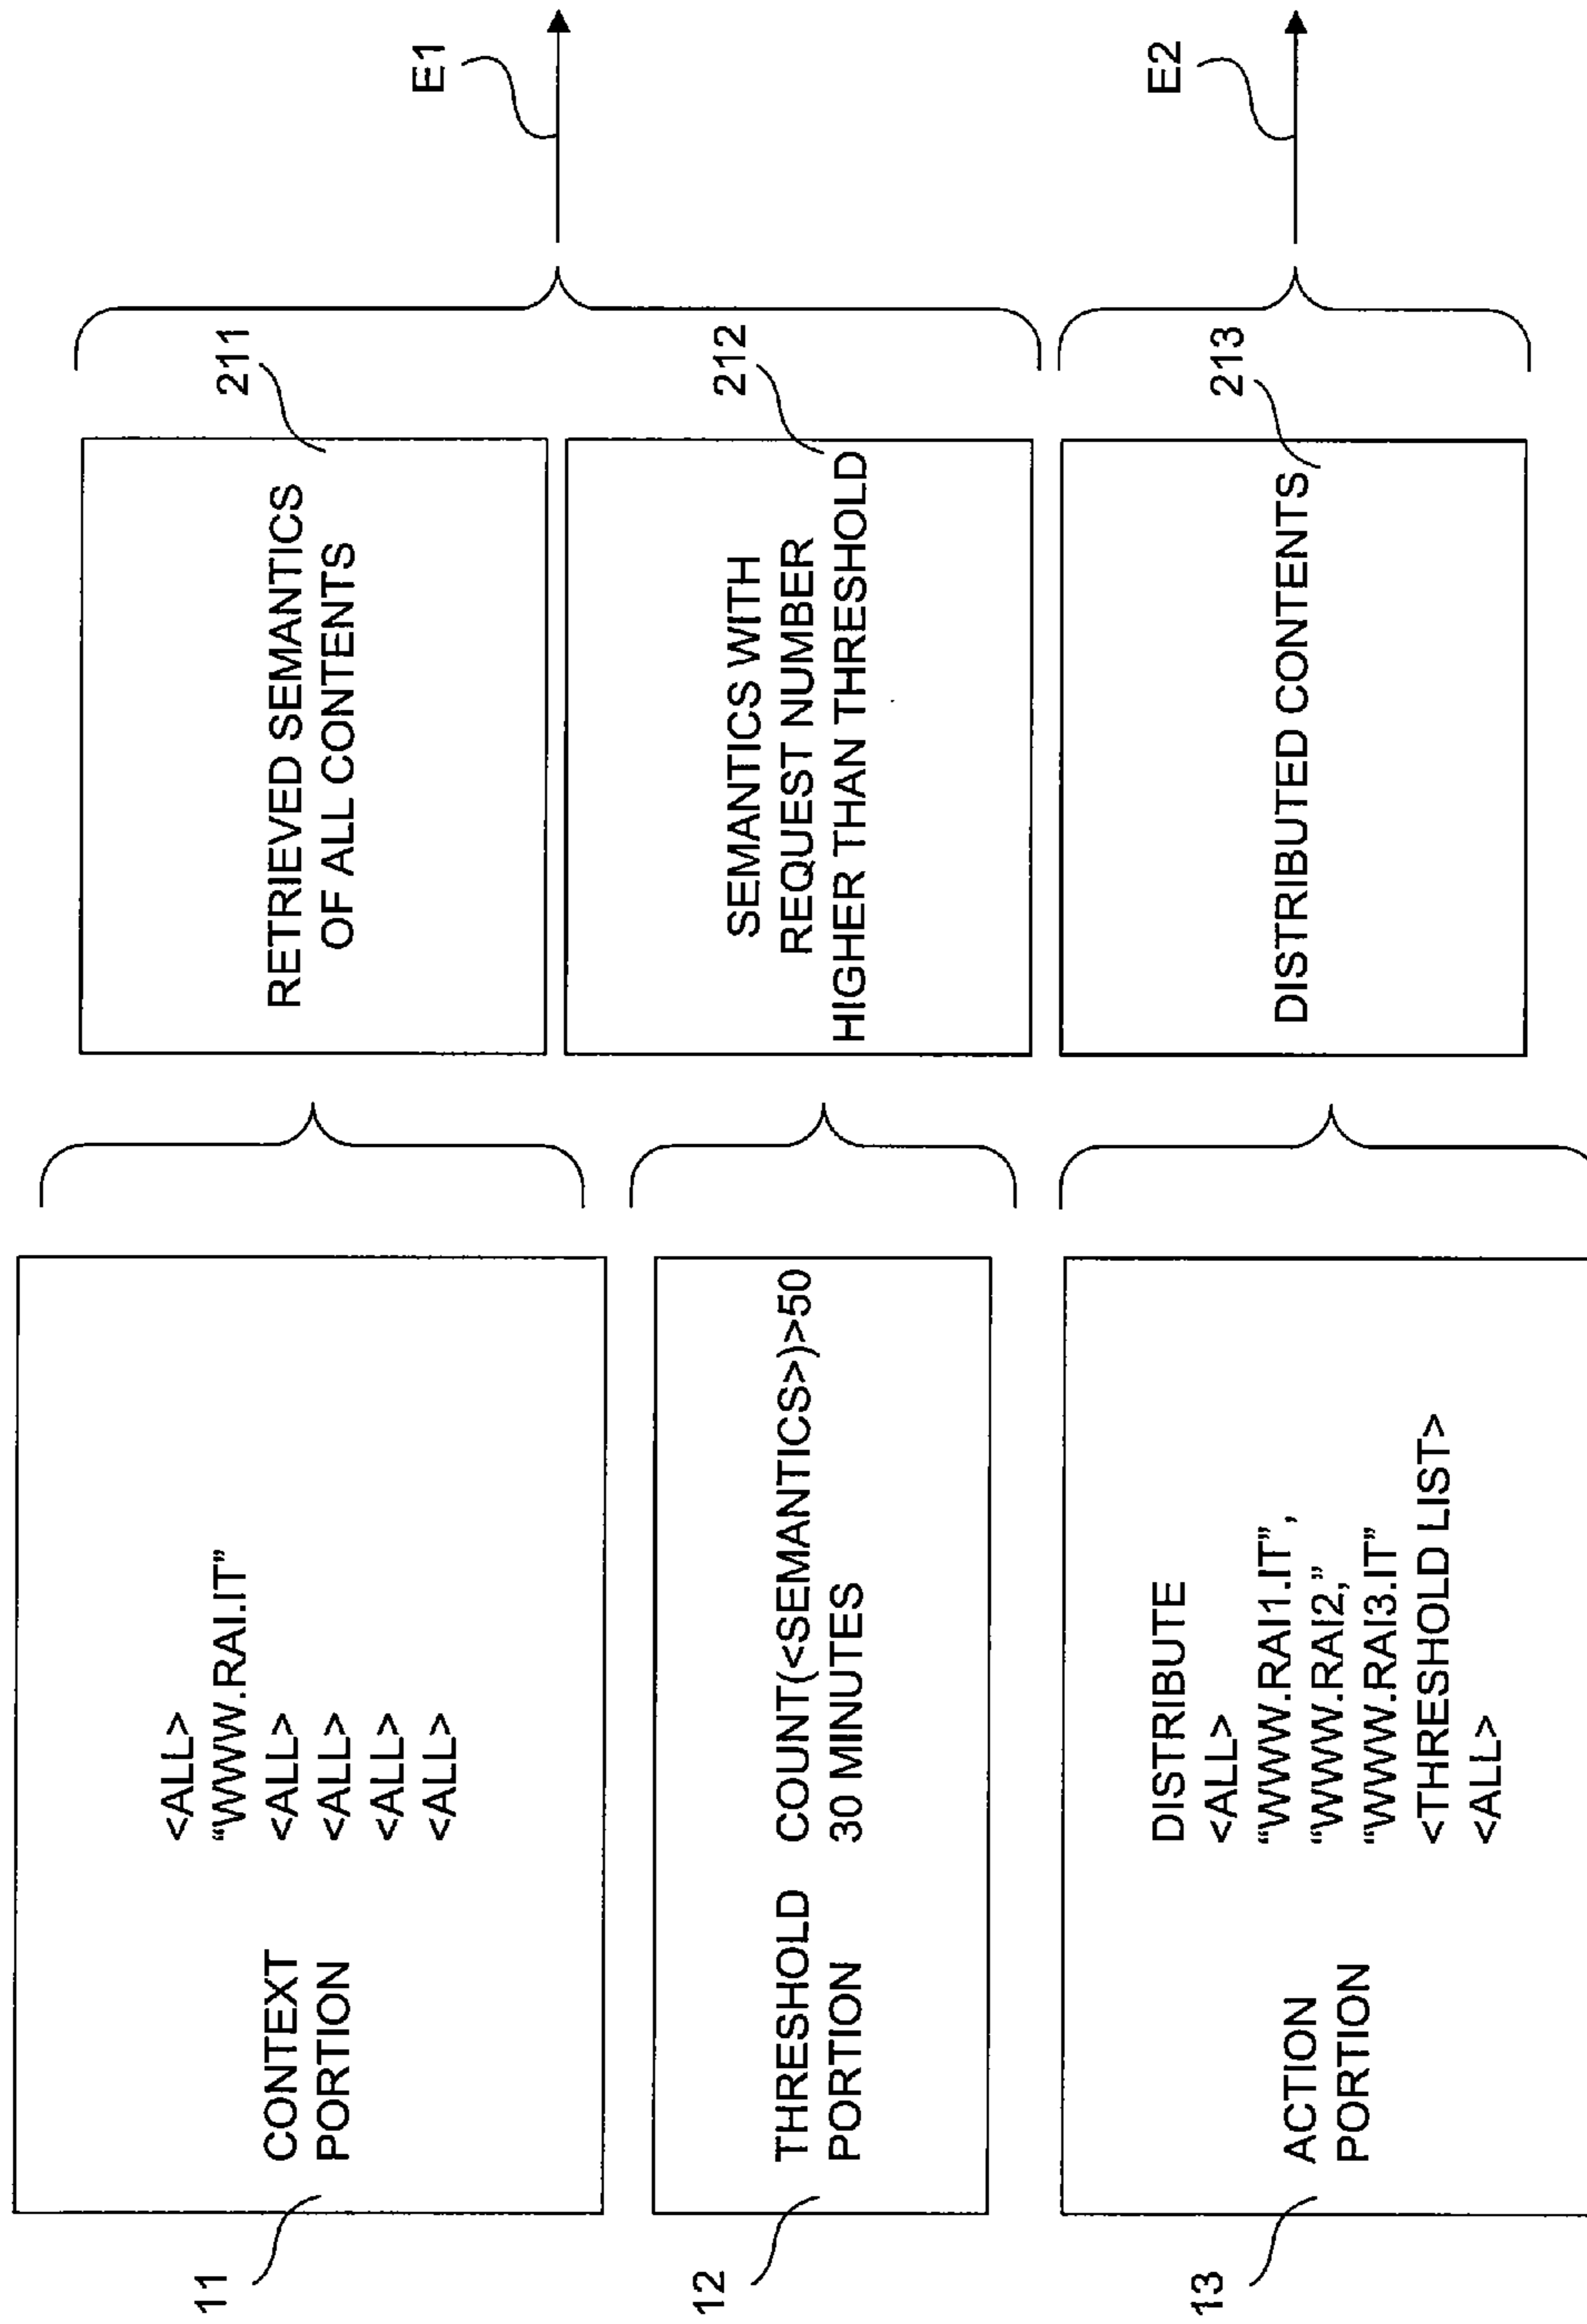 11
CONTEXT
PORTION
<ALL>
“WWW.RAI.IT”
<ALL>
<ALL>
<ALL>
<ALL>
12
THRESHOLD
PORTION
COUNT(<SEMANTICS>)>50
30 MINUTES
13
ACTION
PORTION
DISTRIBUTE
<ALL>
“WWW.RAI1.IT”,
“WWW.RAI2,”
“WWW.RAI3.IT”
<THRESHOLD LIST>
<ALL>
211
RETRIEVED SEMANTICS
OF ALL CONTENTS
212
SEMANTICS WITH
REQUEST NUMBER
HIGHER THAN THRESHOLD
213
DISTRIBUTED CONTENTS
E1
E2